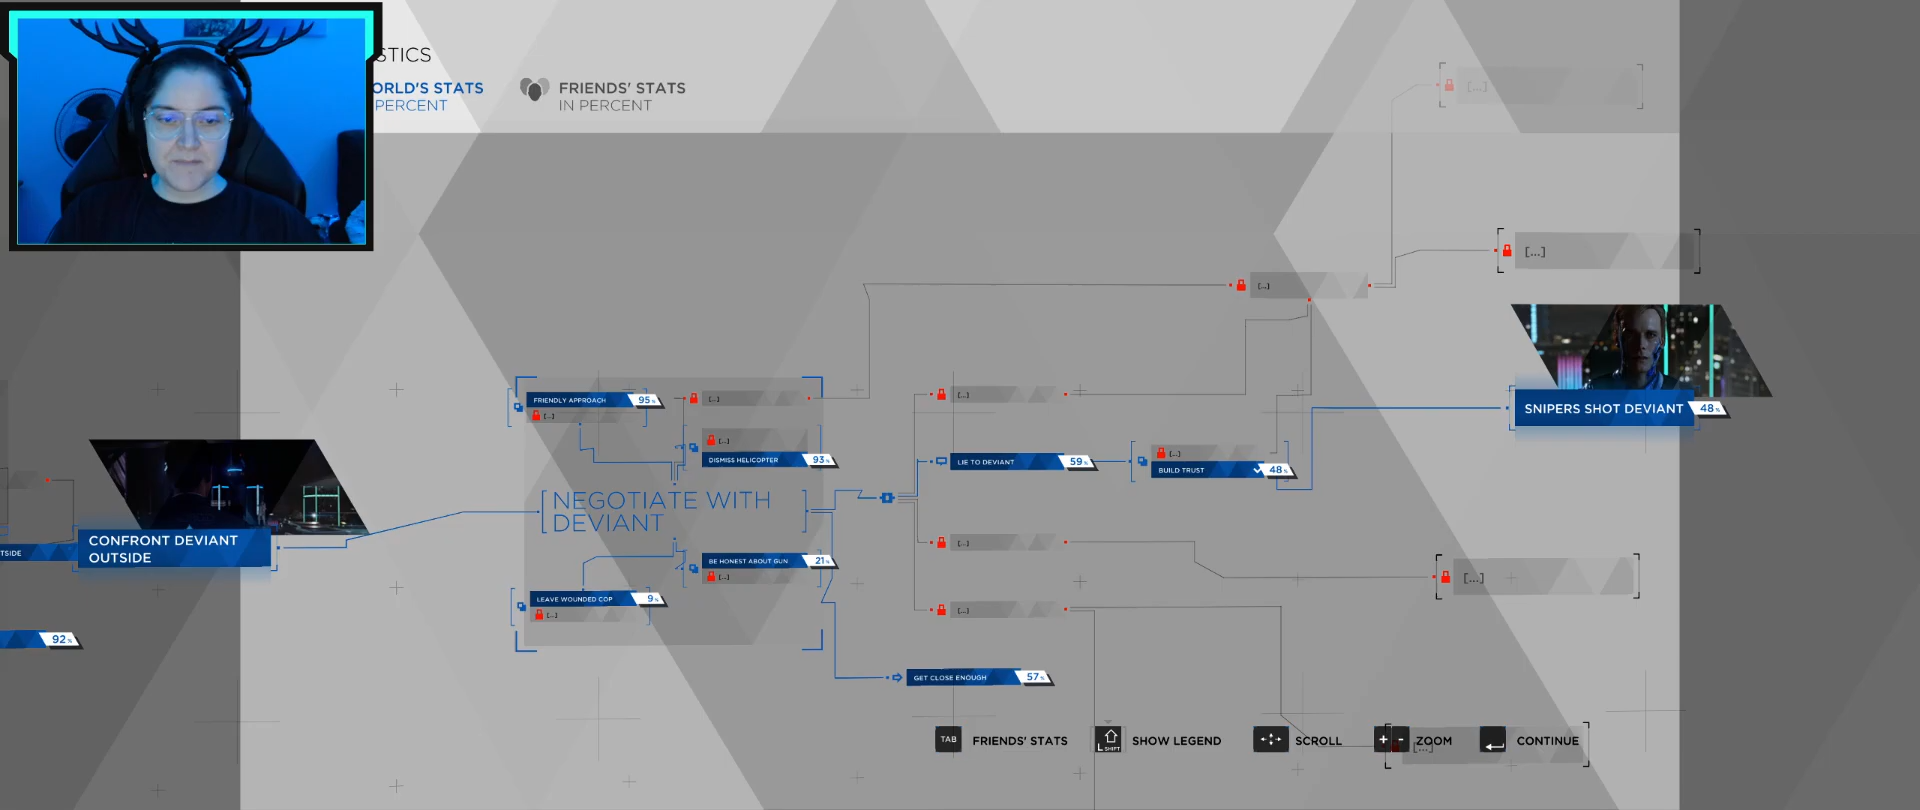 STICS
ORLD'S STATS
PERCENT
FRIENDS' STATS
IN PERCENT
[...]
[...]
[...]
SNIPERS SHOT DEVIANT 48%
FRIENDLY APPROACH 95%
[...]
[...]
[...]
DISMISS HELICOPTER 93%
[...]
LIE TO DEVIANT 59%
[...]
BUILD TRUST 48%
NEGOTIATE WITH
DEVIANT
CONFRONT DEVIANT
OUTSIDE
TSIDE
BE HONEST ABOUT GUN 21%
[...]
[...]
[...]
LEAVE WOUNDED COP 9%
[...]
[...]
92%
GET CLOSE ENOUGH 57%
TAB FRIENDS' STATS
L SHIFT SHOW LEGEND
SCROLL
+ - ZOOM
[...]
CONTINUE